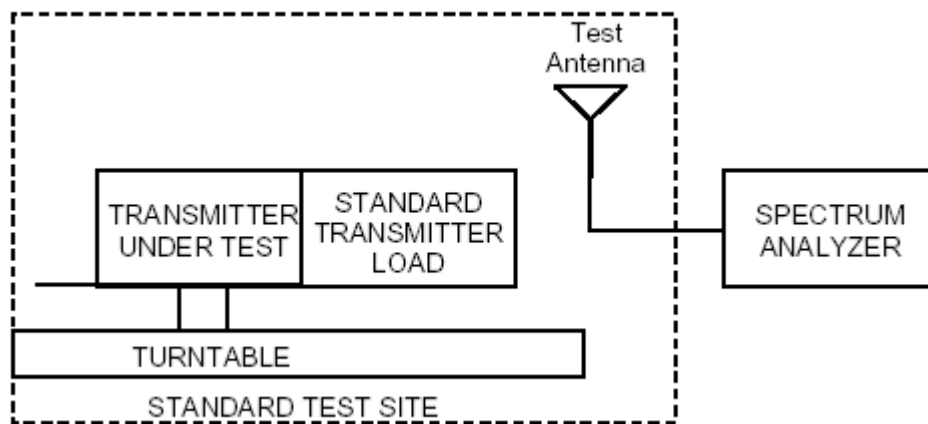 Test
Antenna
TRANSMITTER
UNDER TEST
STANDARD
TRANSMITTER
LOAD
SPECTRUM
ANALYZER
TURNTABLE
STANDARD TEST SITE